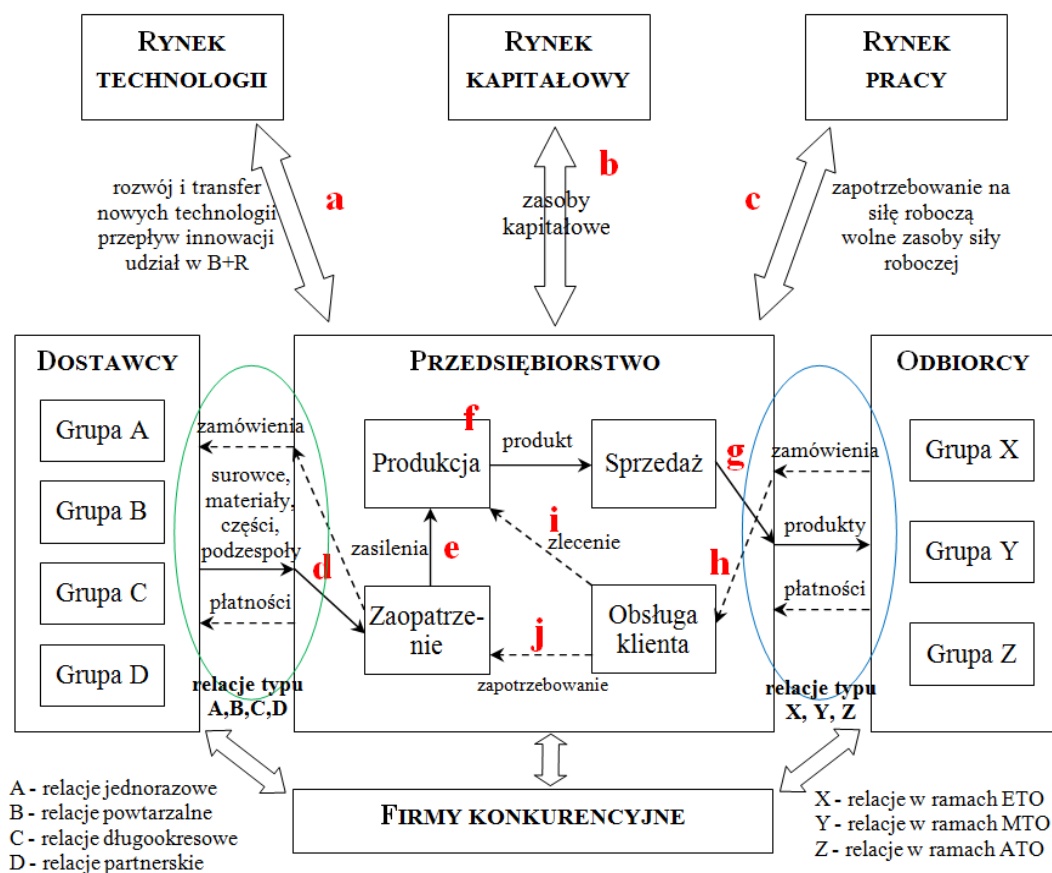 RYNEK
TECHNOLOGII
RYNEK
KAPITAŁOWY
RYNEK
PRACY
rozwój i transfer
nowych technologii
przepływ innowacji
udział w B+R
a
b
zasoby
kapitałowe
c
zapotrzebowanie na
siłę roboczą
wolne zasoby siły
roboczej
DOSTAWCY
Grupa A
Grupa B
Grupa C
Grupa D
zamówienia
surowce,
materiały,
części,
podzespoły
płatności
relacje typu
A,B,C,D
PRZEDSIĘBIORSTWO
f
Produkcja
produkt
Sprzedaż
g
i
zlecenie
zasilenia
e
d
h
Zaopatrze-
nie
j
zapotrzebowanie
Obsługa
klienta
zamówienia
produkty
płatności
relacje typu
X, Y, Z
ODBIORCY
Grupa X
Grupa Y
Grupa Z
FIRMY KONKURENCYJNE
A - relacje jednorazowe
B - relacje powtarzalne
C - relacje długookresowe
D - relacje partnerskie
X - relacje w ramach ETO
Y - relacje w ramach MTO
Z - relacje w ramach ATO